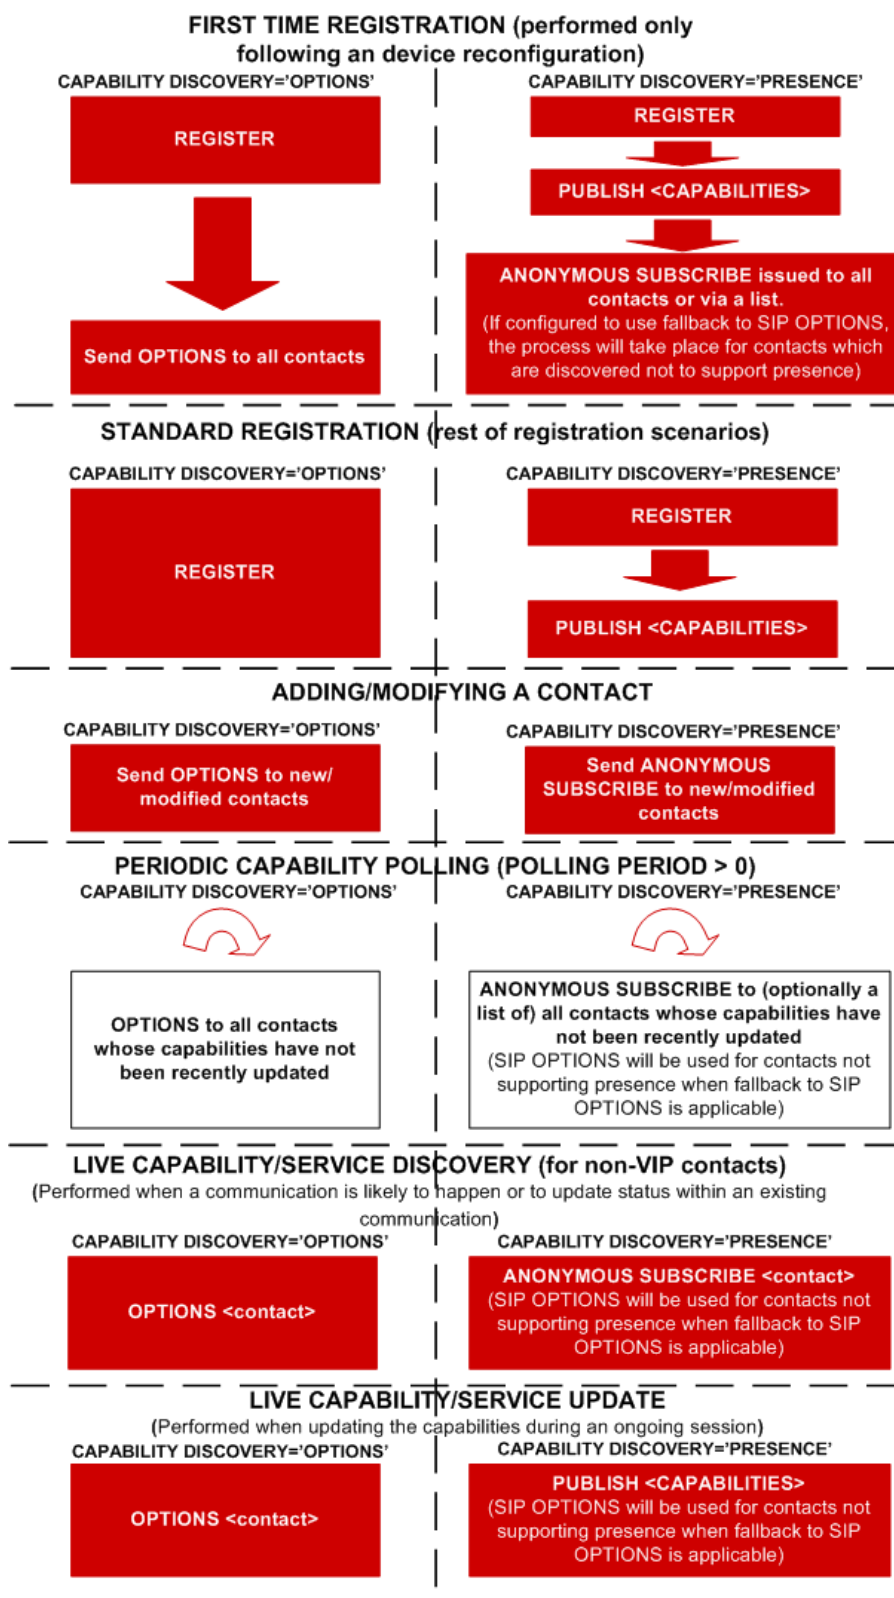 FIRST TIME REGISTRATION (performed only
following an device reconfiguration)
CAPABILITY DISCOVERY='OPTIONS'
REGISTER
Send OPTIONS to all contacts
CAPABILITY DISCOVERY='PRESENCE'
REGISTER
PUBLISH <CAPABILITIES>
ANONYMOUS SUBSCRIBE issued to all
contacts or via a list.
(If configured to use fallback to SIP OPTIONS,
the process will take place for contacts which
are discovered not to support presence)
STANDARD REGISTRATION (rest of registration scenarios)
CAPABILITY DISCOVERY='OPTIONS'
REGISTER
CAPABILITY DISCOVERY='PRESENCE'
REGISTER
PUBLISH <CAPABILITIES>
ADDING/MODIFYING A CONTACT
CAPABILITY DISCOVERY='OPTIONS'
Send OPTIONS to new/
modified contacts
CAPABILITY DISCOVERY='PRESENCE'
Send ANONYMOUS
SUBSCRIBE to new/modified
contacts
PERIODIC CAPABILITY POLLING (POLLING PERIOD > 0)
CAPABILITY DISCOVERY='OPTIONS'
OPTIONS to all contacts
whose capabilities have not
been recently updated
CAPABILITY DISCOVERY='PRESENCE'
ANONYMOUS SUBSCRIBE to (optionally a
list of) all contacts whose capabilities have
not been recently updated
(SIP OPTIONS will be used for contacts not
supporting presence when fallback to SIP
OPTIONS is applicable)
LIVE CAPABILITY/SERVICE DISCOVERY (for non-VIP contacts)
(Performed when a communication is likely to happen or to update status within an existing
communication)
CAPABILITY DISCOVERY='OPTIONS'
OPTIONS <contact>
CAPABILITY DISCOVERY='PRESENCE'
ANONYMOUS SUBSCRIBE <contact>
(SIP OPTIONS will be used for contacts not
supporting presence when fallback to SIP
OPTIONS is applicable)
LIVE CAPABILITY/SERVICE UPDATE
(Performed when updating the capabilities during an ongoing session)
CAPABILITY DISCOVERY='OPTIONS'
OPTIONS <contact>
CAPABILITY DISCOVERY='PRESENCE'
PUBLISH <CAPABILITIES>
(SIP OPTIONS will be used for contacts not
supporting presence when fallback to SIP
OPTIONS is applicable)